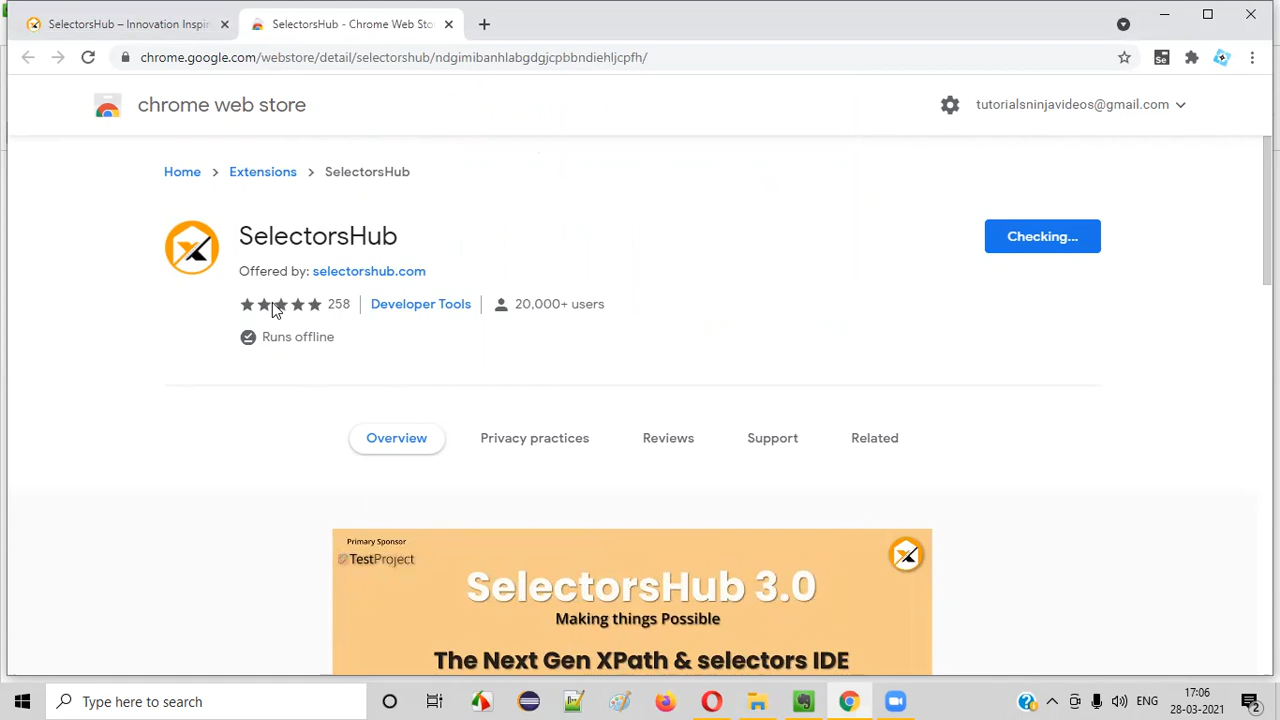 SelectorsHub – Innovation Inspir
SelectorsHub - Chrome Web Sto
chrome.google.com/webstore/detail/selectorshub/ndgimibanhlabgdgjcpbbndiehljcpfh/
Se
chrome web store
tutorialsninjavideos@gmail.com
Home > Extensions > SelectorsHub
SelectorsHub
Checking...
Offered by: selectorshub.com
258 | Developer Tools | 20,000+ users
Runs offline
Overview
Privacy practices
Reviews
Support
Related
Primary Sponsor
TestProject
SelectorsHub 3.0
Making things Possible
The Next Gen XPath & selectors IDE
Type here to search
ENG
17:06
28-03-2021
2